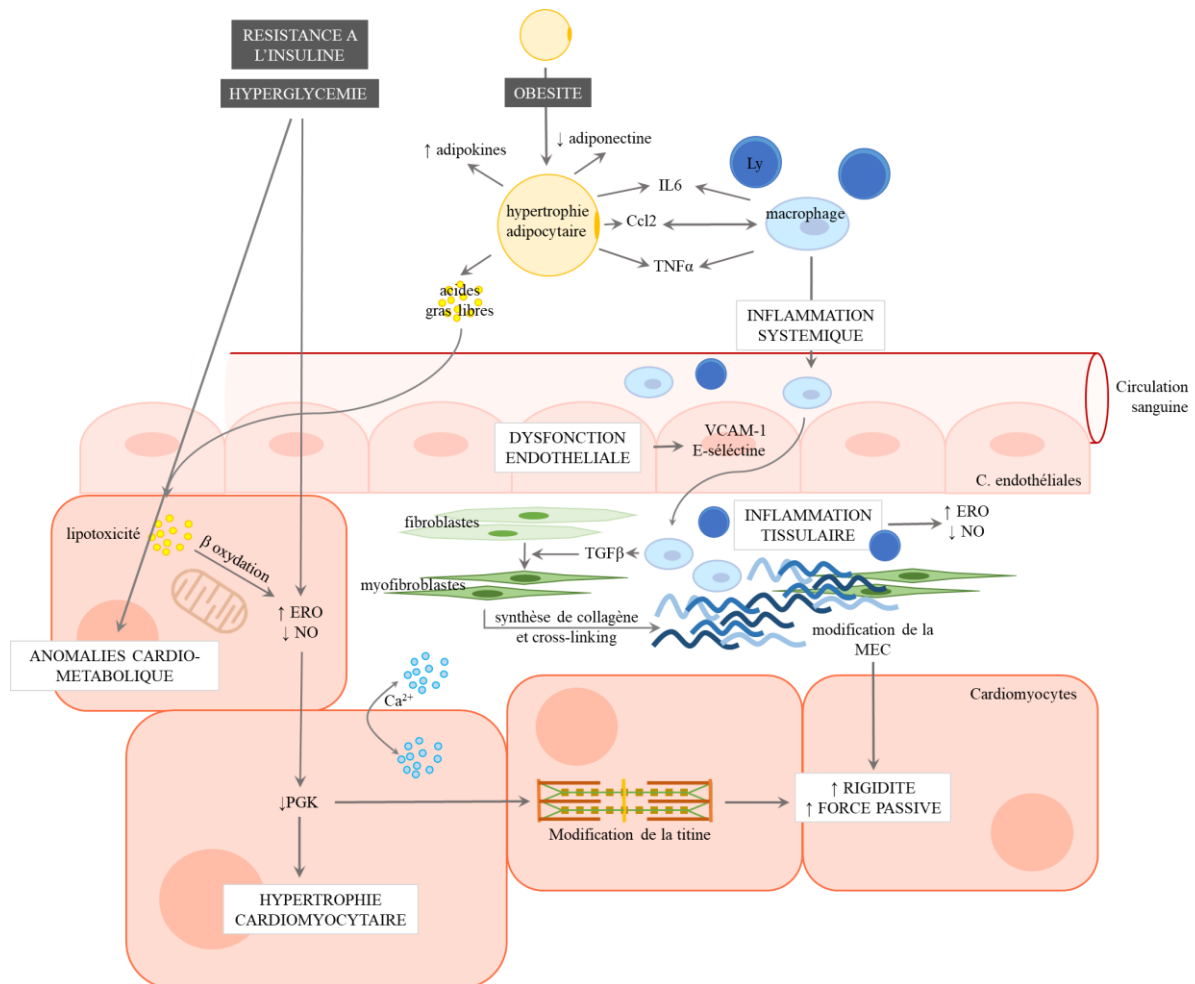 RESISTANCE A
L'INSULINE
HYPERGLYCEMIE
OBESITE
↑ adipokines
↓ adiponectine
Ly
IL6
hypertrophie
adipocytaire
Ccl2
macrophage
TNFα
acides
gras libres
INFLAMMATION
SYSTEMIQUE
Circulation
sanguine
DYSFONCTION
ENDOTHELIALE
VCAM-1
E-séléctine
C. endothéliales
lipotoxicité
β oxydation
↑ ERO
↓ NO
fibroblastes
TGFβ
INFLAMMATION
TISSULAIRE
↑ ERO
↓ NO
myofibroblastes
synthèse de collagène
et cross-linking
modification de la
MEC
ANOMALIES CARDIO-
METABOLIQUE
Ca²⁺
Cardiomyocytes
↓PGK
Modification de la titine
↑ RIGIDITE
↑ FORCE PASSIVE
HYPERTROPHIE
CARDIOMYOCYTAIRE